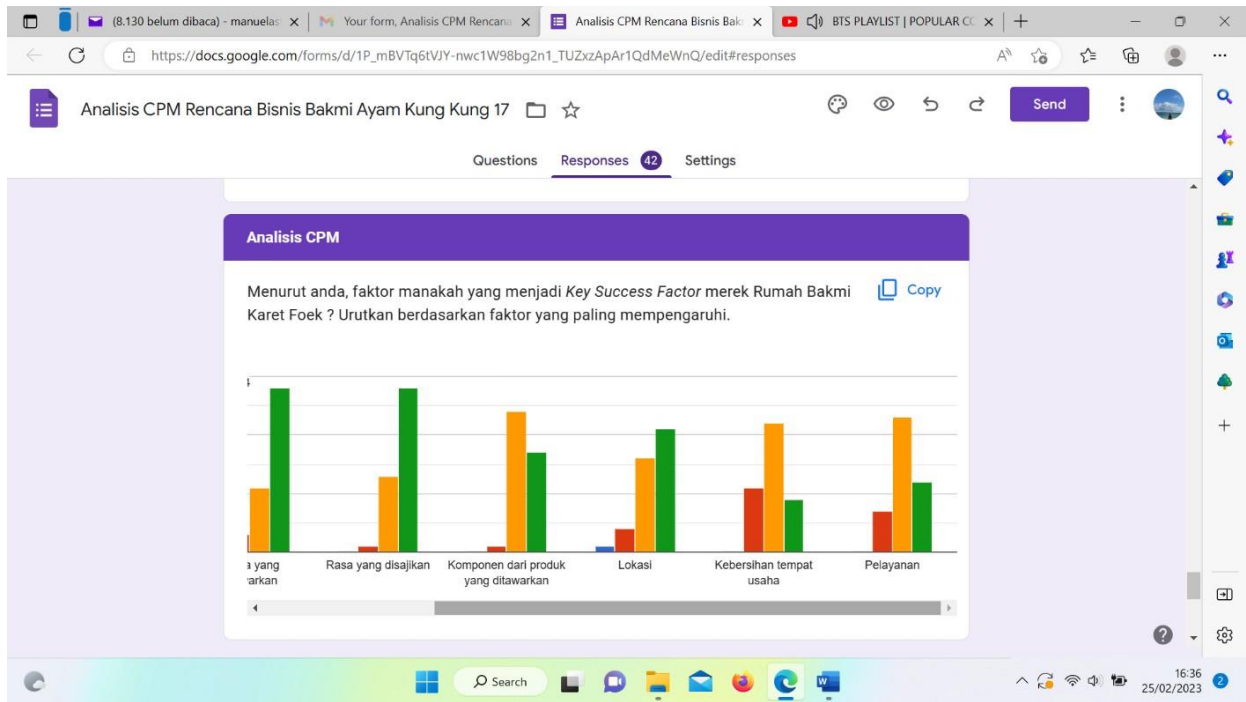 (8.130 belum dibaca) - manuelas
Your form, Analisis CPM Rencana
Analisis CPM Rencana Bisnis Bak
BTS PLAYLIST | POPULAR
https://docs.google.com/forms/d/1P_mBVTq6tVJY-nwc1W98bg2n1_TUZxzApAr1QdMeWnQ/edit#responses
Analisis CPM Rencana Bisnis Bakmi Ayam Kung Kung 17
Send
Questions Responses 42 Settings
Analisis CPM
Menurut anda, faktor manakah yang menjadi Key Success Factor merek Rumah Bakmi
Karet Foek ? Urutkan berdasarkan faktor yang paling mempengaruhi.
Copy
yang
Rasa yang disajikan
Komponen dari produk
yang ditawarkan
Lokasi
Kebersihan tempat
usaha
Pelayanan
Search
16:36
25/02/2023
2